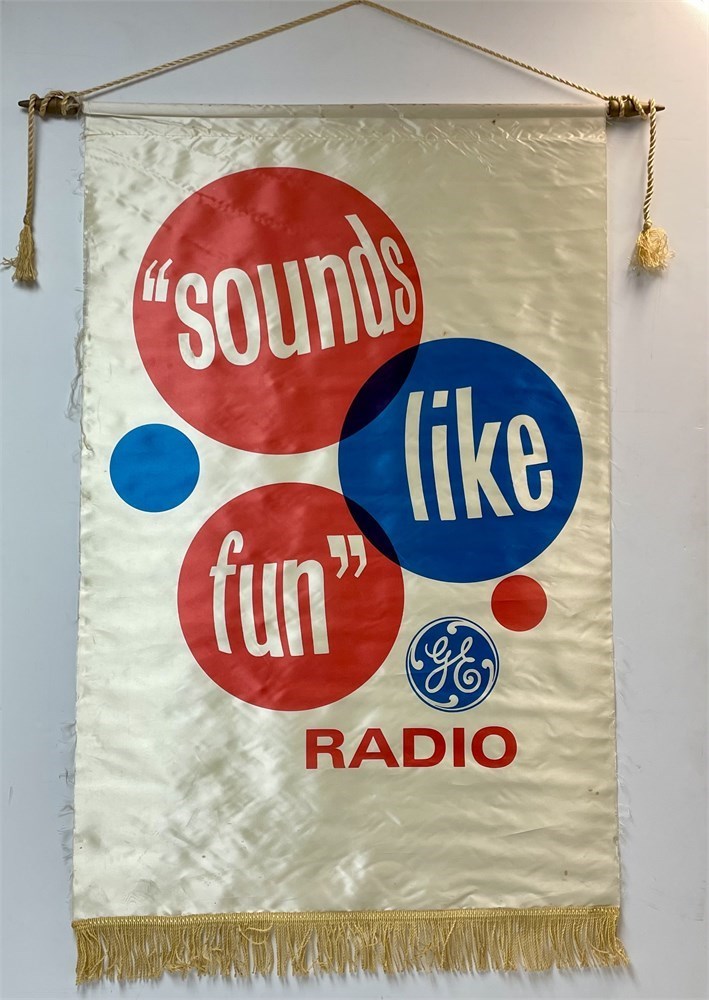 “sounds
like
fun”
GE
RADIO